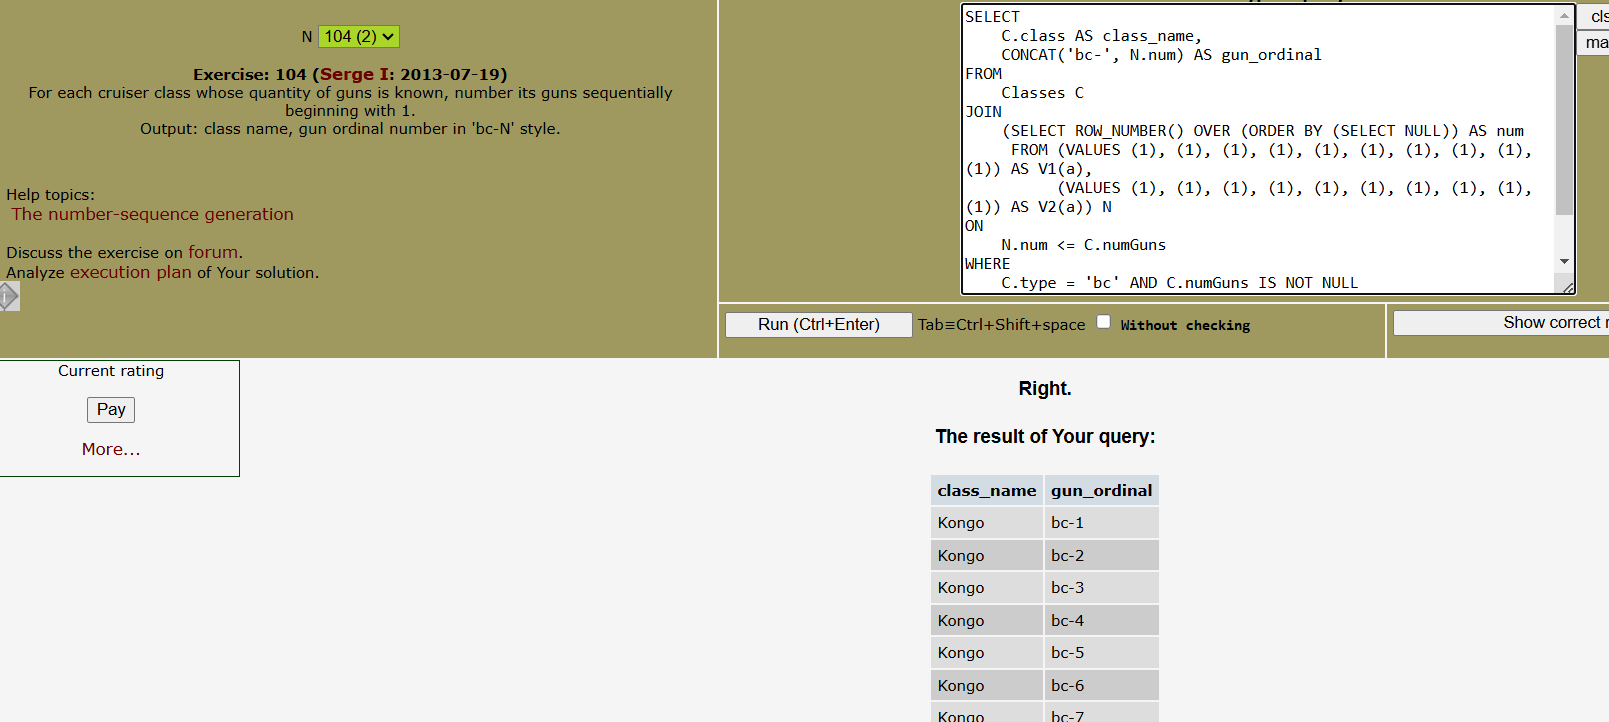 N 104 (2)
Exercise: 104 (Serge I: 2013-07-19)
For each cruiser class whose quantity of guns is known, number its guns sequentially
beginning with 1.
Output: class name, gun ordinal number in 'bc-N' style.
Help topics:
The number-sequence generation
Discuss the exercise on forum.
Analyze execution plan of Your solution.
SELECT
C.class AS class_name,
CONCAT('bc-', N.num) AS gun_ordinal
FROM
Classes C
JOIN
(SELECT ROW_NUMBER() OVER (ORDER BY (SELECT NULL)) AS num
FROM (VALUES (1), (1), (1), (1), (1), (1), (1), (1), (1),
(1)) AS V1(a),
(VALUES (1), (1), (1), (1), (1), (1), (1), (1), (1),
(1)) AS V2(a)) N
ON
N.num <= C.numGuns
WHERE
C.type = 'bc' AND C.numGuns IS NOT NULL
cls
ma
Run (Ctrl+Enter) Tab≡Ctrl+Shift+space Without checking
Show correct r
Current rating
Pay
More...
Right.
The result of Your query:
class_name gun_ordinal
Kongo bc-1
Kongo bc-2
Kongo bc-3
Kongo bc-4
Kongo bc-5
Kongo bc-6
Kongo bc-7